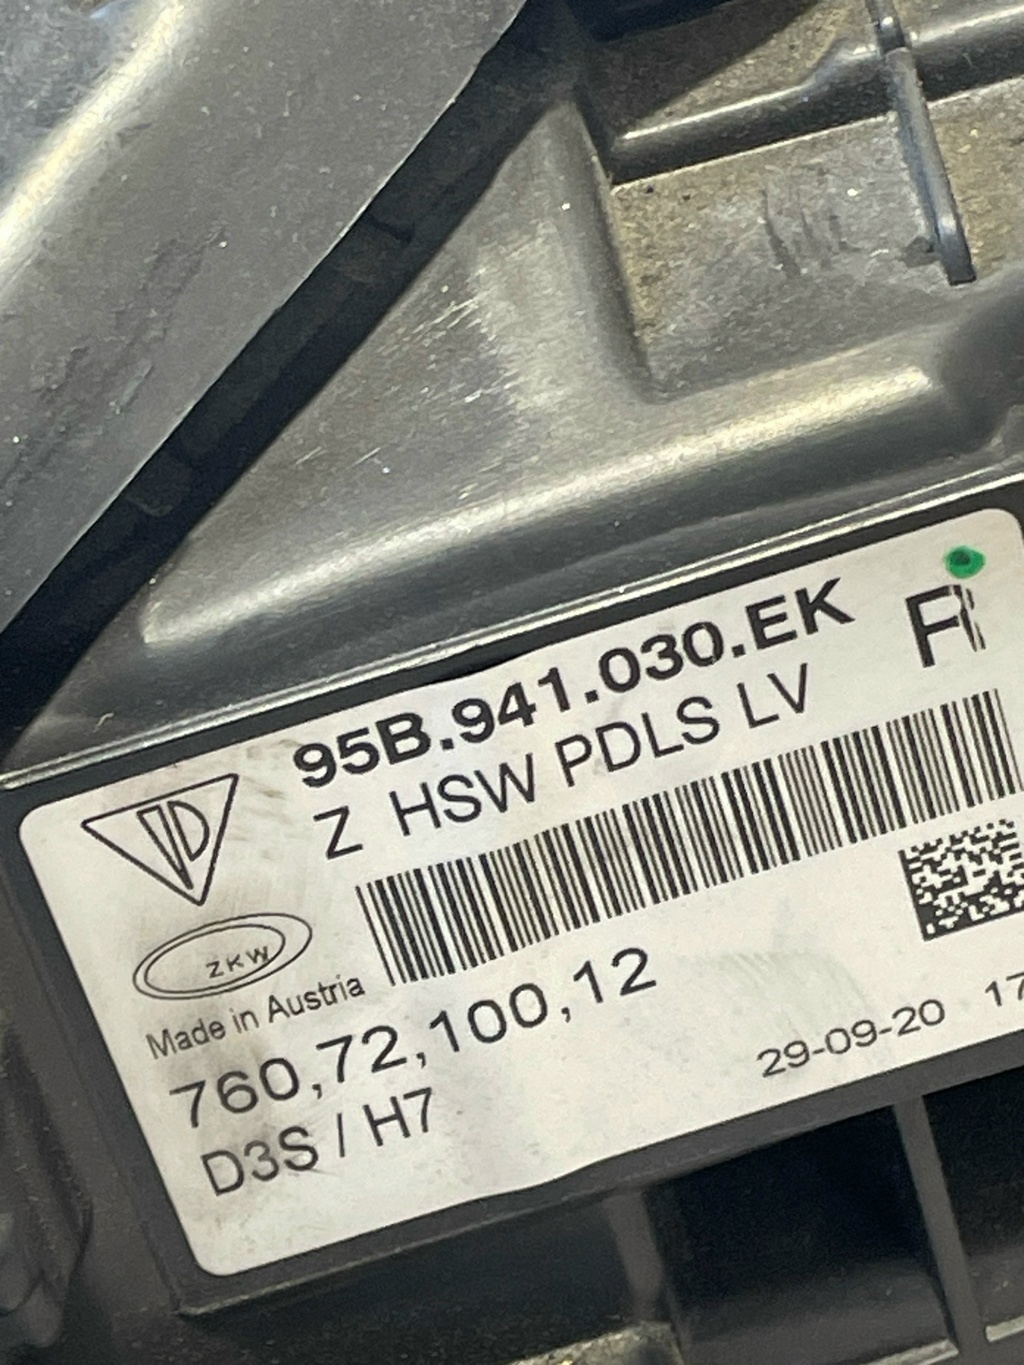 95B.941.030.EK
Z HSW PDLS LV
ZKW
Made in Austria
760,72,100,12
29-09-20 17
D3S / H7